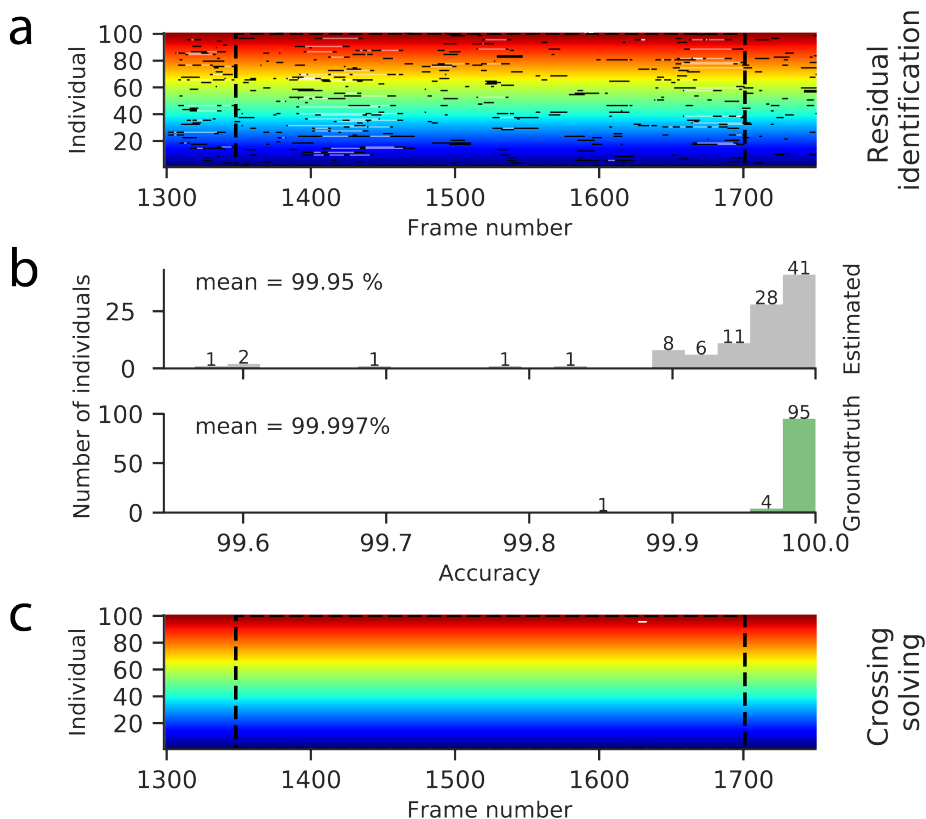 a
100
80
60
40
20
Individual
1300 1400 1500 1600 1700
Frame number
Residual
identification
b
Number of individuals
25
0
mean = 99.95 %
1 2 1 1 1 8 6 11 28 41
Estimated
100
50
0
mean = 99.997%
1 4 95
Groundtruth
99.6 99.7 99.8 99.9 100.0
Accuracy
c
100
80
60
40
20
Individual
1300 1400 1500 1600 1700
Frame number
Crossing
solving